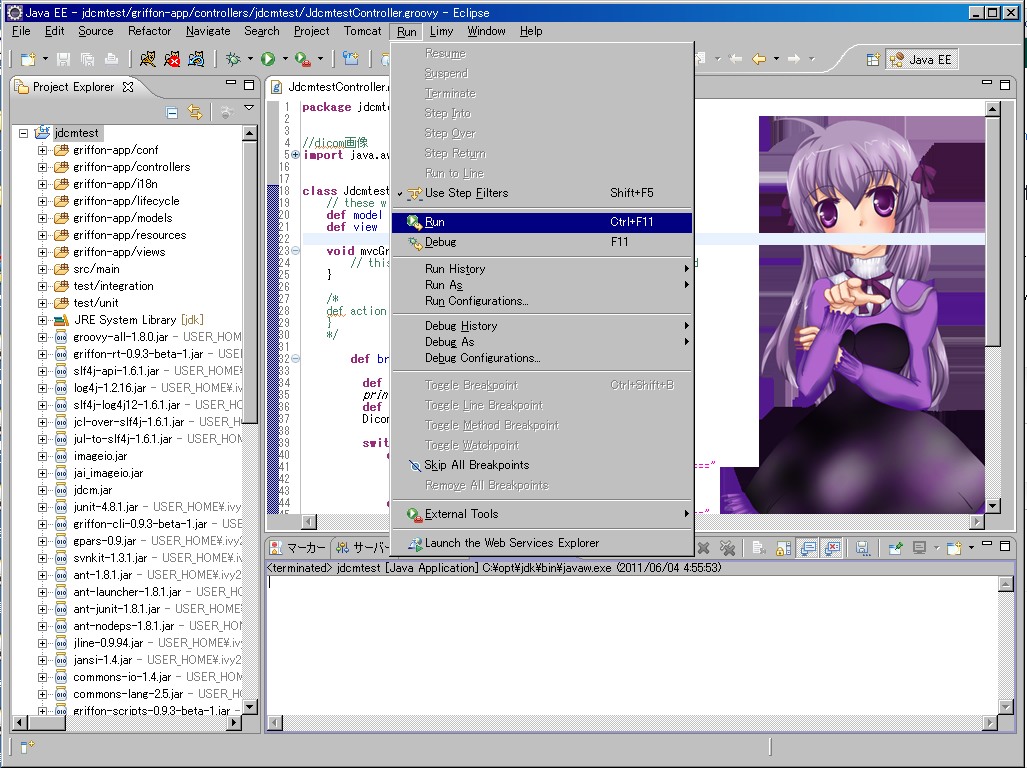 Java EE - jdcmtest/griffon-app/controllers/jdcmtest/JdcmtestController.groovy - Eclipse
File Edit Source Refactor Navigate Search Project Tomcat Run Limy Window Help
Java EE
Project Explorer
jdcmtest
griffon-app/conf
griffon-app/controllers
griffon-app/i18n
griffon-app/lifecycle
griffon-app/models
griffon-app/resources
griffon-app/views
src/main
test/integration
test/unit
JRE System Library [jdk]
groovy-all-1.8.0.jar - USER_HOME
griffon-rt-0.9.3-beta-1.jar - USER
slf4j-api-1.6.1.jar - USER_HOME¥
log4j-1.2.16.jar - USER_HOME¥.iv
slf4j-log4j12-1.6.1.jar - USER_HO
jcl-over-slf4j-1.6.1.jar - USER_H
jul-to-slf4j-1.6.1.jar - USER_HO
imageio.jar
jai_imageio.jar
jdcm.jar
junit-4.8.1.jar - USER_HOME¥.ivy
griffon-cli-0.9.3-beta-1.jar - USE
gpars-0.9.jar - USER_HOME¥.ivy2
svnkit-1.3.1.jar - USER_HOME¥.iv
ant-1.8.1.jar - USER_HOME¥.ivy2
ant-launcher-1.8.1.jar - USER_HO
ant-junit-1.8.1.jar - USER_HOME
ant-nodeps-1.8.1.jar - USER_HOM
jline-0.9.94.jar - USER_HOME¥.ivy
jansi-1.4.jar - USER_HOME¥.ivy2
commons-io-1.4.jar - USER_HOM
commons-lang-2.5.jar - USER_HO
griffon-scripts-0.9.3-beta-1.jar
JdcmtestController.
1 package jdcmte
2
3
4 //dicom画像
5 import java.aw
16
17
18 class Jdcmtest
19 // these w
20 def model
21 def view
22
23 void mvcGr
24 // this d
25 }
26
27 /*
28 def action
29 }
30 */
31
32 def br
33
34 def
35 prin
36 def
37 Dicom
38
39 swit
40
41 ==="
42
43
44 ==="
45
Resume
Suspend
Terminate
Step Into
Step Over
Step Return
Run to Line
Use Step Filters Shift+F5
Run Ctrl+F11
Debug F11
Run History
Run As
Run Configurations...
Debug History
Debug As
Debug Configurations...
Toggle Breakpoint Ctrl+Shift+B
Toggle Line Breakpoint
Toggle Method Breakpoint
Toggle Watchpoint
Skip All Breakpoints
Remove All Breakpoints
External Tools
Launch the Web Services Explorer
マーカー サーバー
<terminated> jdcmtest [Java Application] C:¥opt¥jdk¥bin¥javaw.exe (2011/06/04 4:55:53)